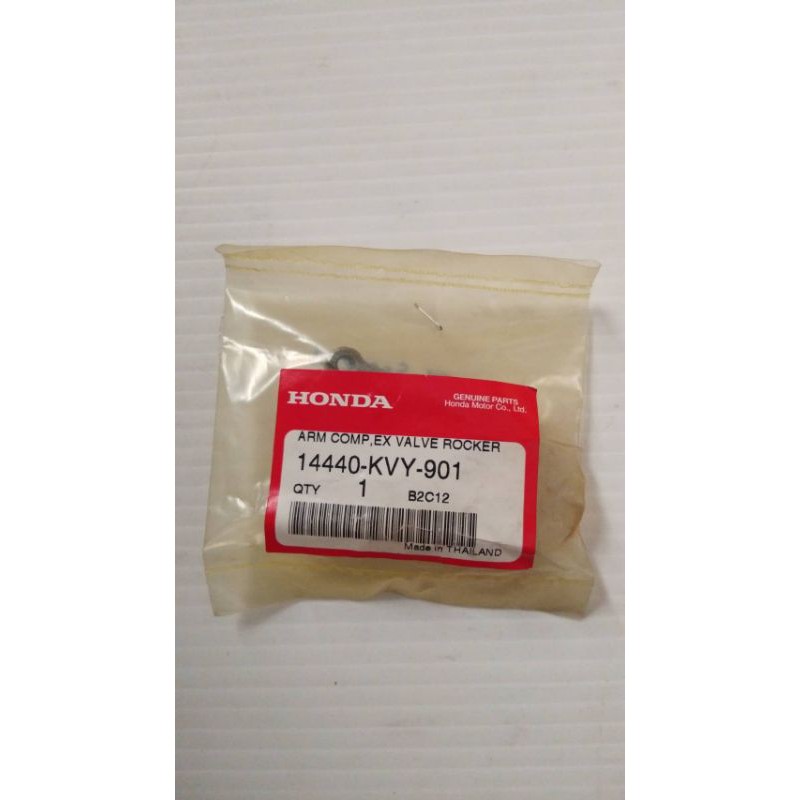 HONDA
GENUINE PARTS
Honda Motor Co., Ltd.
ARM COMP,EX VALVE ROCKER
14440-KVY-901
QTY 1 B2C12
Made in THAILAND